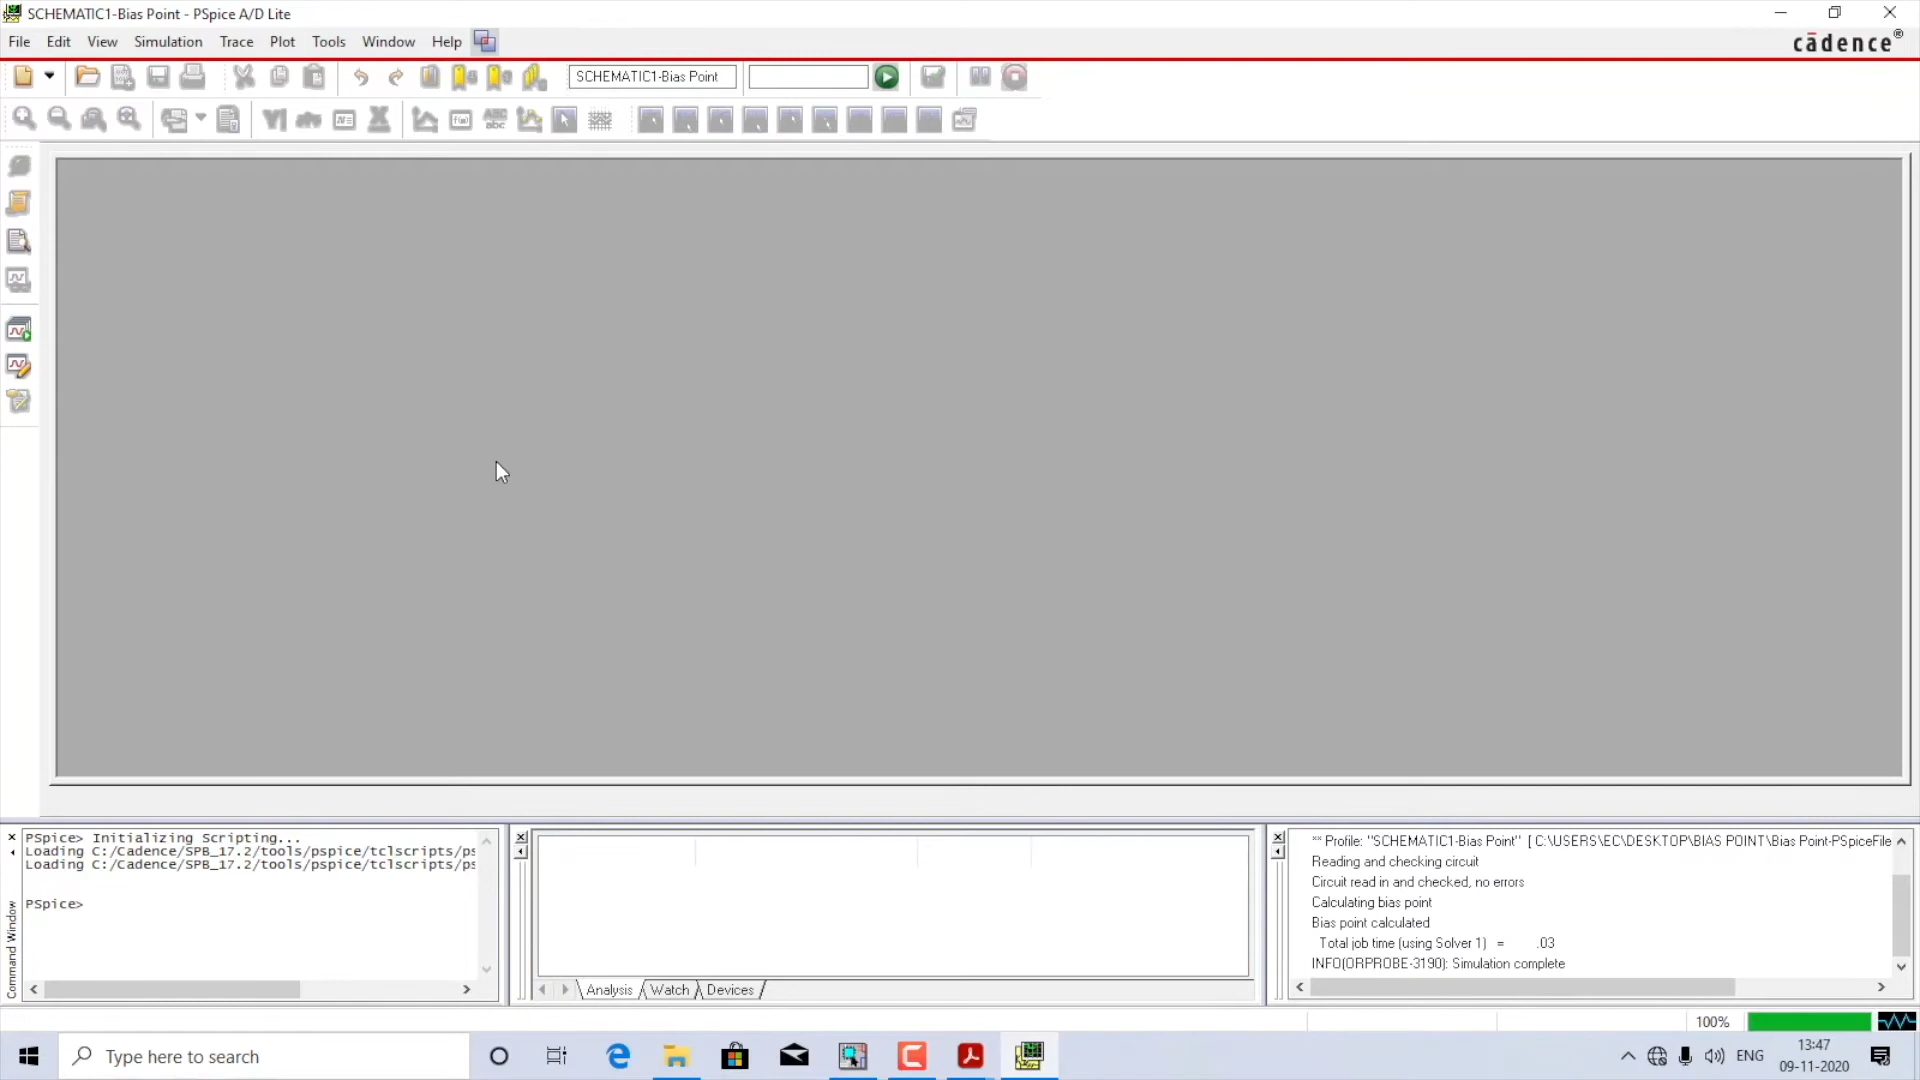 SCHEMATIC1-Bias Point - PSpice A/D Lite
File Edit View Simulation Trace Plot Tools Window Help
cādence®
SCHEMATIC1-Bias Point
PSpice> Initializing Scripting...
Loading C:/Cadence/SPB_17.2/tools/pspice/tclscripts/ps
Loading C:/Cadence/SPB_17.2/tools/pspice/tclscripts/ps
PSpice>
Command Window
Analysis Watch Devices
** Profile: "SCHEMATIC1-Bias Point" [ C:\USERS\EC\DESKTOP\BIAS POINT\Bias Point-PSpiceFile
Reading and checking circuit
Circuit read in and checked, no errors
Calculating bias point
Bias point calculated
Total job time (using Solver 1) = .03
INFO(ORPROBE-3190): Simulation complete
100%
Type here to search
ENG
13:47
09-11-2020